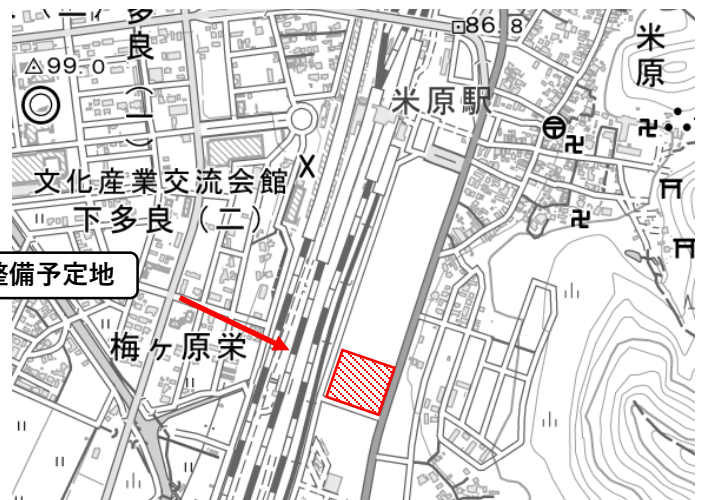 多良(一)
86.8
米原
99.0
米原駅
文化産業交流会館
下多良(二)
整備予定地
梅ヶ原栄